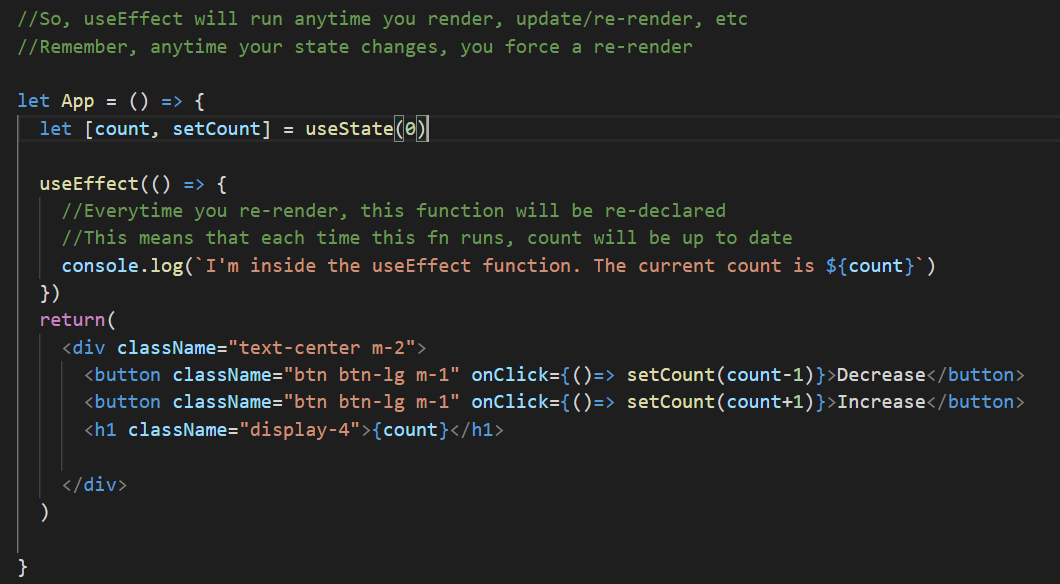 //So, useEffect will run anytime you render, update/re-render, etc
//Remember, anytime your state changes, you force a re-render
let App = () => {
let [count, setCount] = useState(0)
useEffect(() => {
//Everytime you re-render, this function will be re-declared
//This means that each time this fn runs, count will be up to date
console.log(`I'm inside the useEffect function. The current count is ${count}`)
})
return(
<div className="text-center m-2">
<button className="btn btn-lg m-1" onClick={()=> setCount(count-1)}>Decrease</button>
<button className="btn btn-lg m-1" onClick={()=> setCount(count+1)}>Increase</button>
<h1 className="display-4">{count}</h1>
</div>
)
}